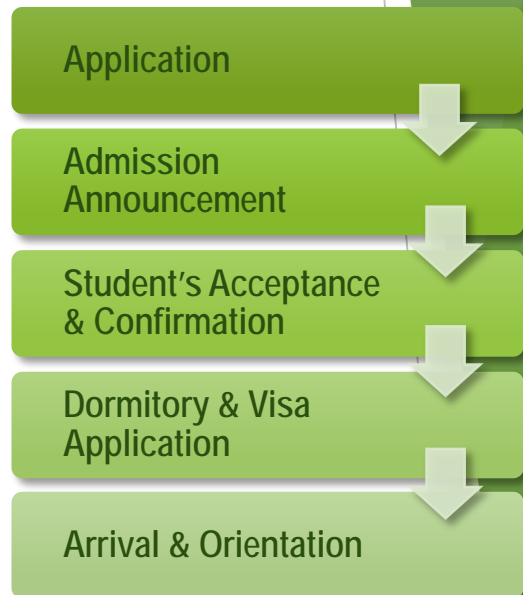 Application
Admission
Announcement
Student's Acceptance
& Confirmation
Dormitory & Visa
Application
Arrival & Orientation